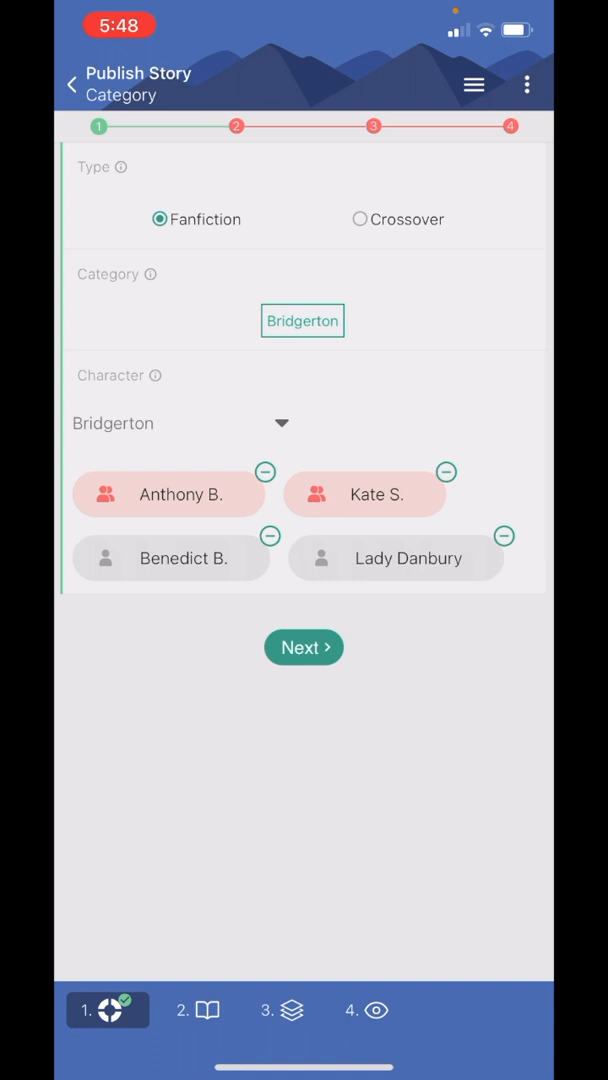 5:48
Publish Story
Category
1 2 3 4
Type
Fanfiction Crossover
Category
Bridgerton
Character
Bridgerton
Anthony B. Kate S.
Benedict B. Lady Danbury
Next
1. 2. 3. 4.